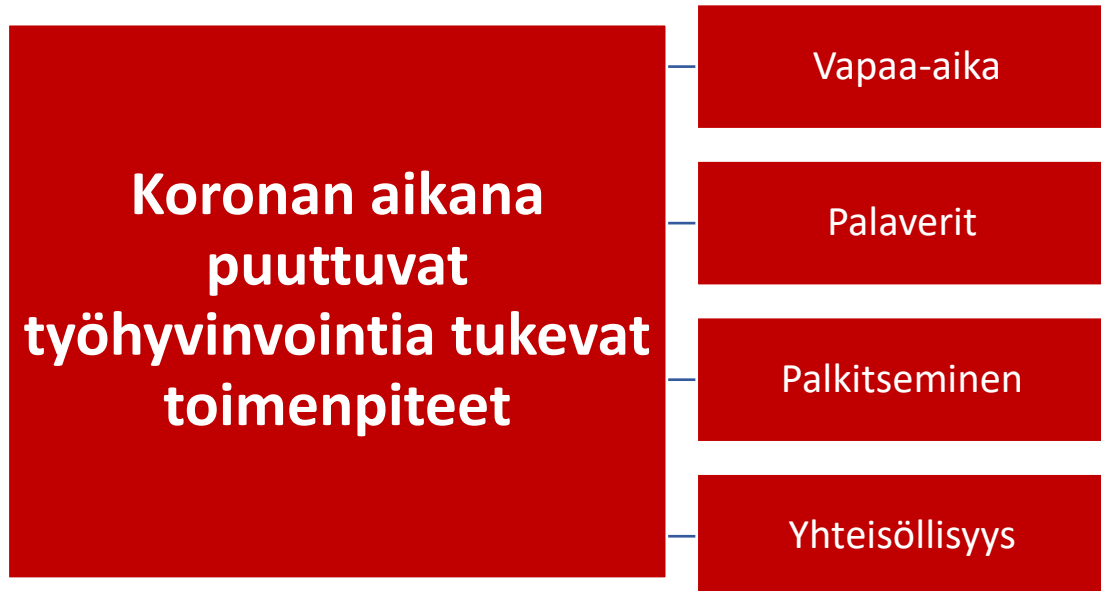 Koronan aikana
puuttuvat
työhyvinvointia tukevat
toimenpiteet
Vapaa-aika
Palaverit
Palkitseminen
Yhteisöllisyys